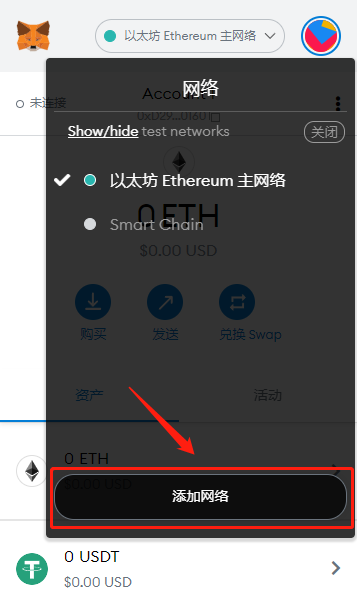 以太坊 Ethereum 主网络
网络
未连接
Account 1
0xD29...0160
Show/hide test networks
关闭
以太坊 Ethereum 主网络
0 ETH
Smart Chain
$0.00 USD
购买
发送
兑换 Swap
资产
活动
0 ETH
$0.00 USD
添加网络
0 USDT
$0.00 USD